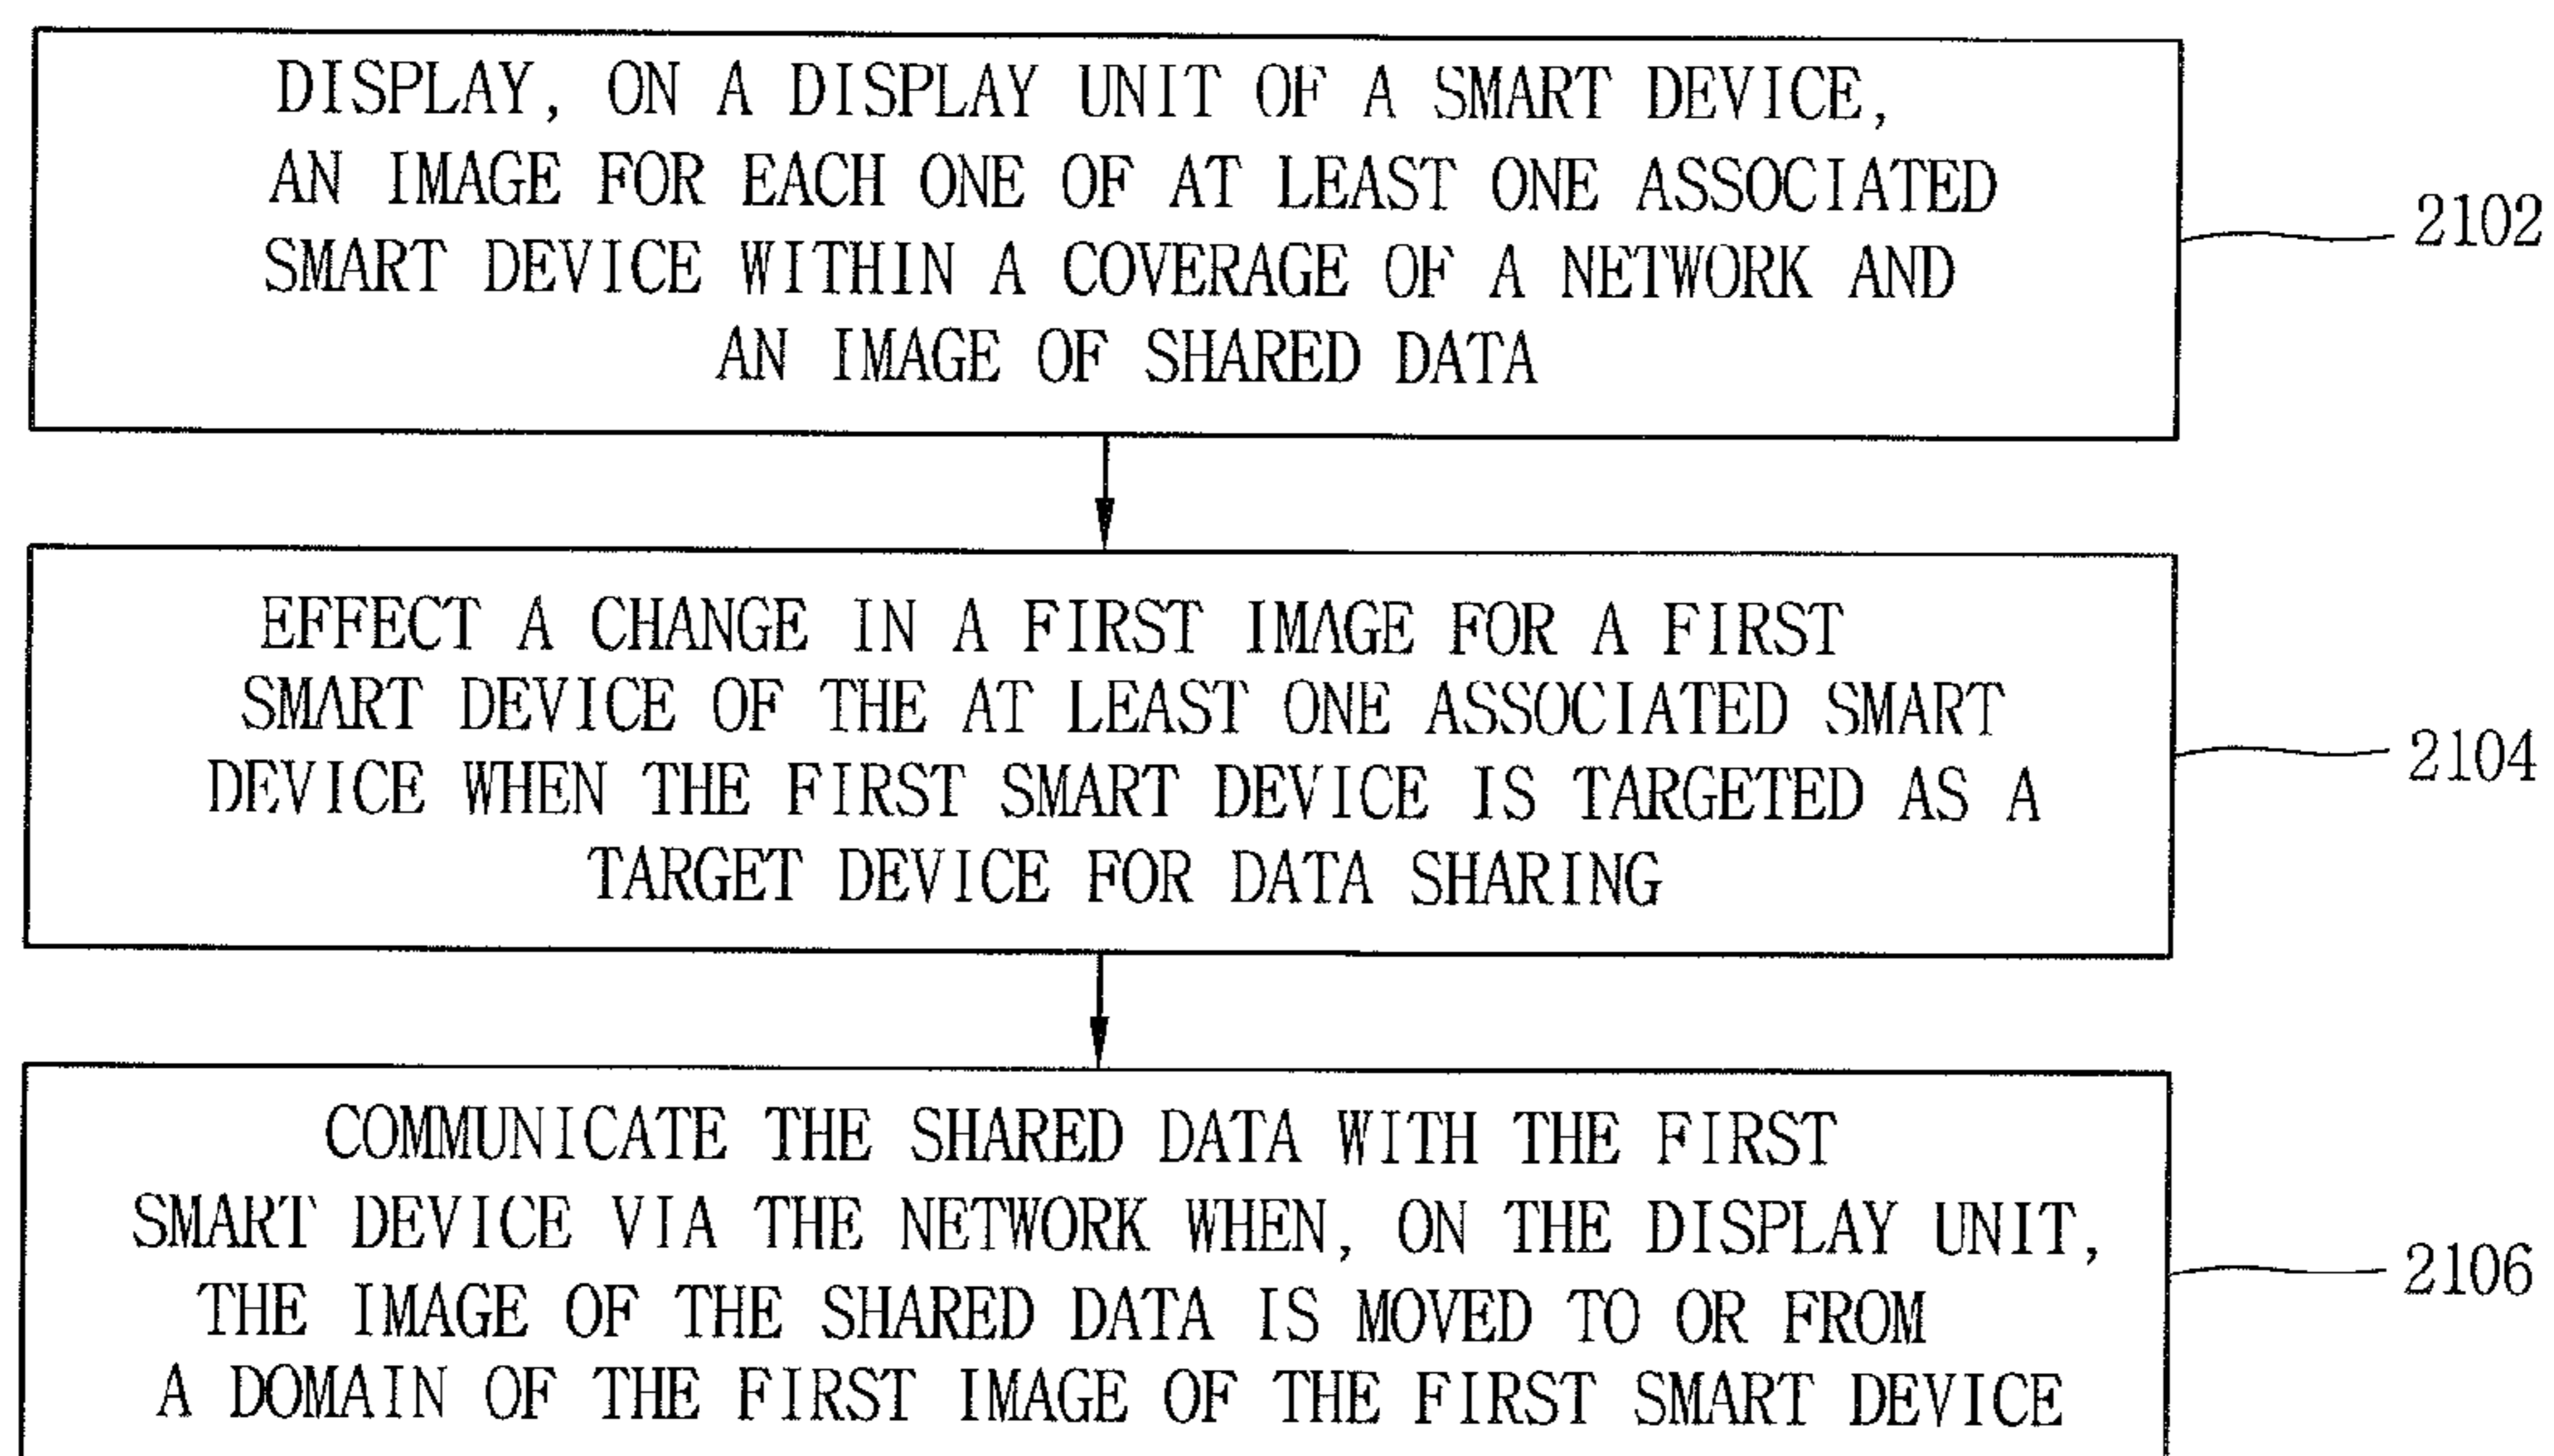 DISPLAY, ON A DISPLAY UNIT OF A SMART DEVICE,
AN IMAGE FOR EACH ONE OF AT LEAST ONE ASSOCIATED
SMART DEVICE WITHIN A COVERAGE OF A NETWORK AND
AN IMAGE OF SHARED DATA
2102
EFFECT A CHANGE IN A FIRST IMAGE FOR A FIRST
SMART DEVICE OF THE AT LEAST ONE ASSOCIATED SMART
DEVICE WHEN THE FIRST SMART DEVICE IS TARGETED AS A
TARGET DEVICE FOR DATA SHARING
2104
COMMUNICATE THE SHARED DATA WITH THE FIRST
SMART DEVICE VIA THE NETWORK WHEN, ON THE DISPLAY UNIT,
THE IMAGE OF THE SHARED DATA IS MOVED TO OR FROM
A DOMAIN OF THE FIRST IMAGE OF THE FIRST SMART DEVICE
2106